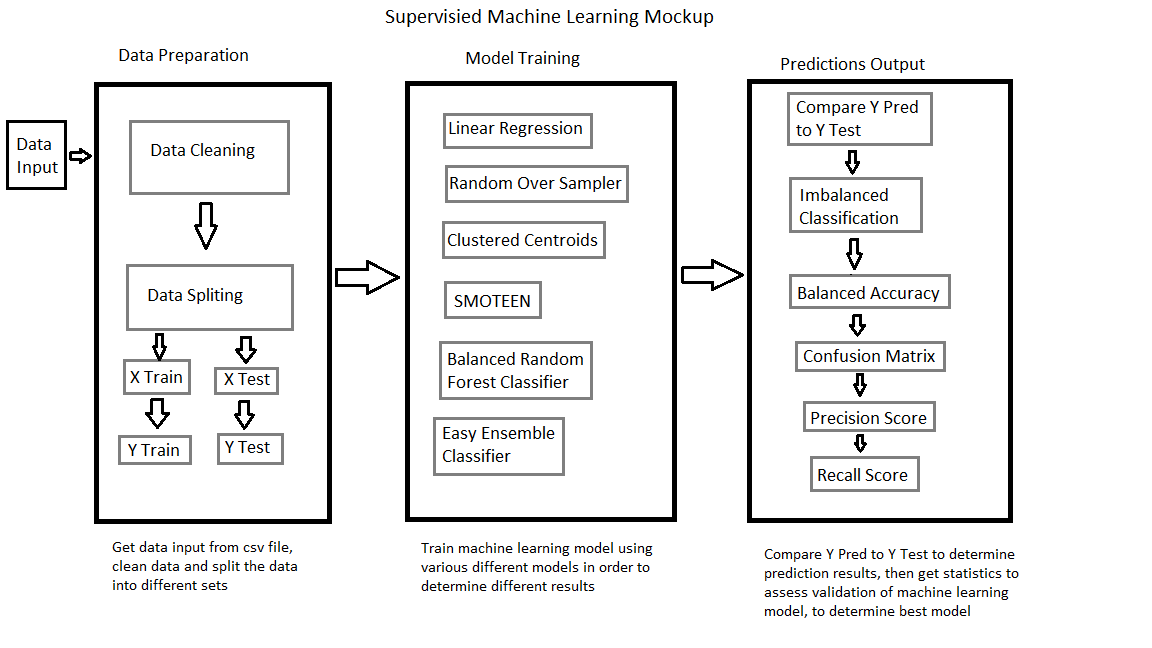 Supervisied Machine Learning Mockup
Data Preparation
Model Training
Predictions Output
Data
Input
Data Cleaning
Data Spliting
X Train
X Test
Y Train
Y Test
Linear Regression
Random Over Sampler
Clustered Centroids
SMOTEEN
Balanced Random
Forest Classifier
Easy Ensemble
Classifier
Compare Y Pred
to Y Test
Imbalanced
Classification
Balanced Accuracy
Confusion Matrix
Precision Score
Recall Score
Get data input from csv file,
clean data and split the data
into different sets
Train machine learning model using
various different models in order to
determine different results
Compare Y Pred to Y Test to determine
prediction results, then get statistics to
assess validation of machine learning
model, to determine best model